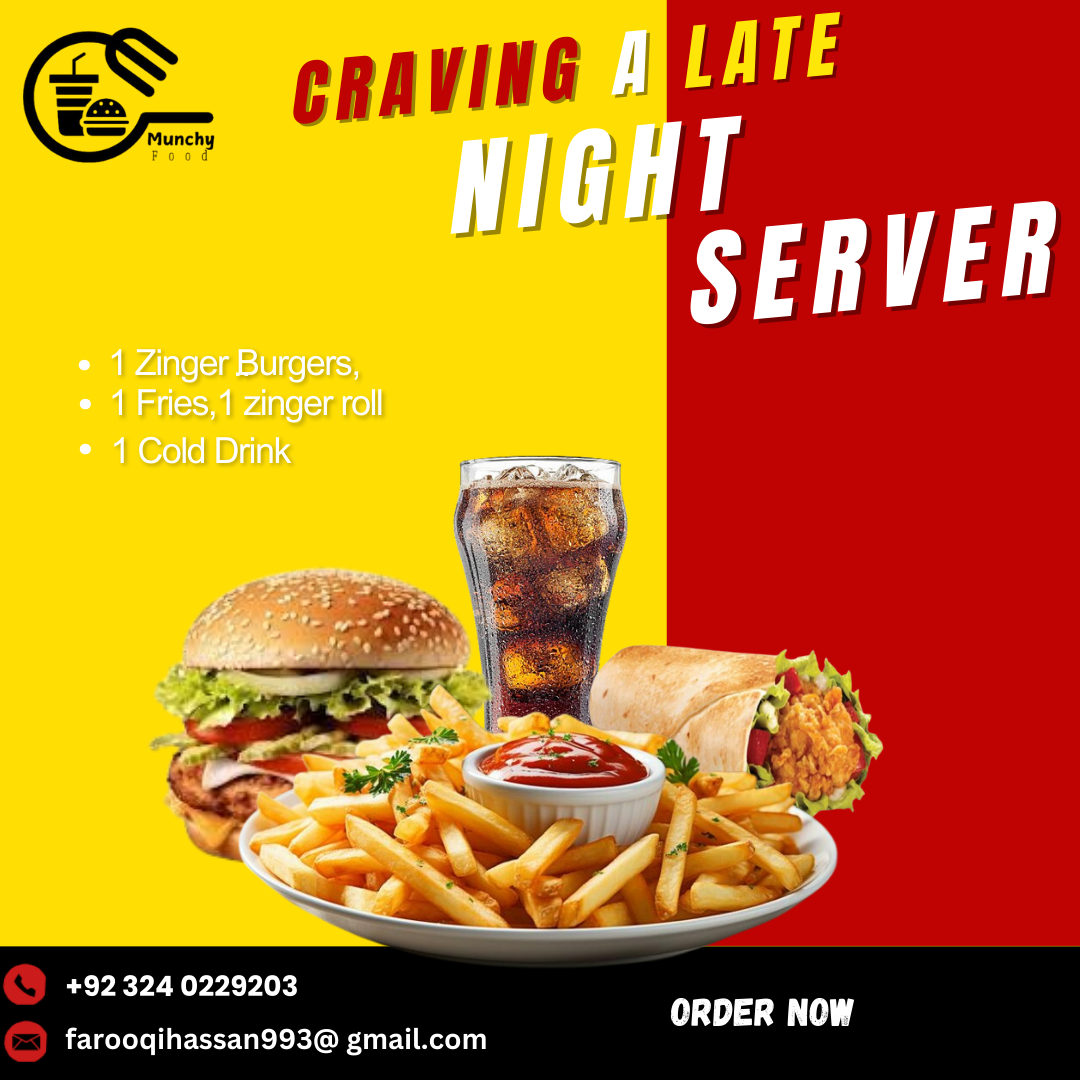 Munchy
Food
CRAVING A LATE
NIGHT
SERVER
• 1 Zinger Burgers,
• 1 Fries,1 zinger roll
• 1 Cold Drink
+92 324 0229203
farooqihassan993@ gmail.com
ORDER NOW